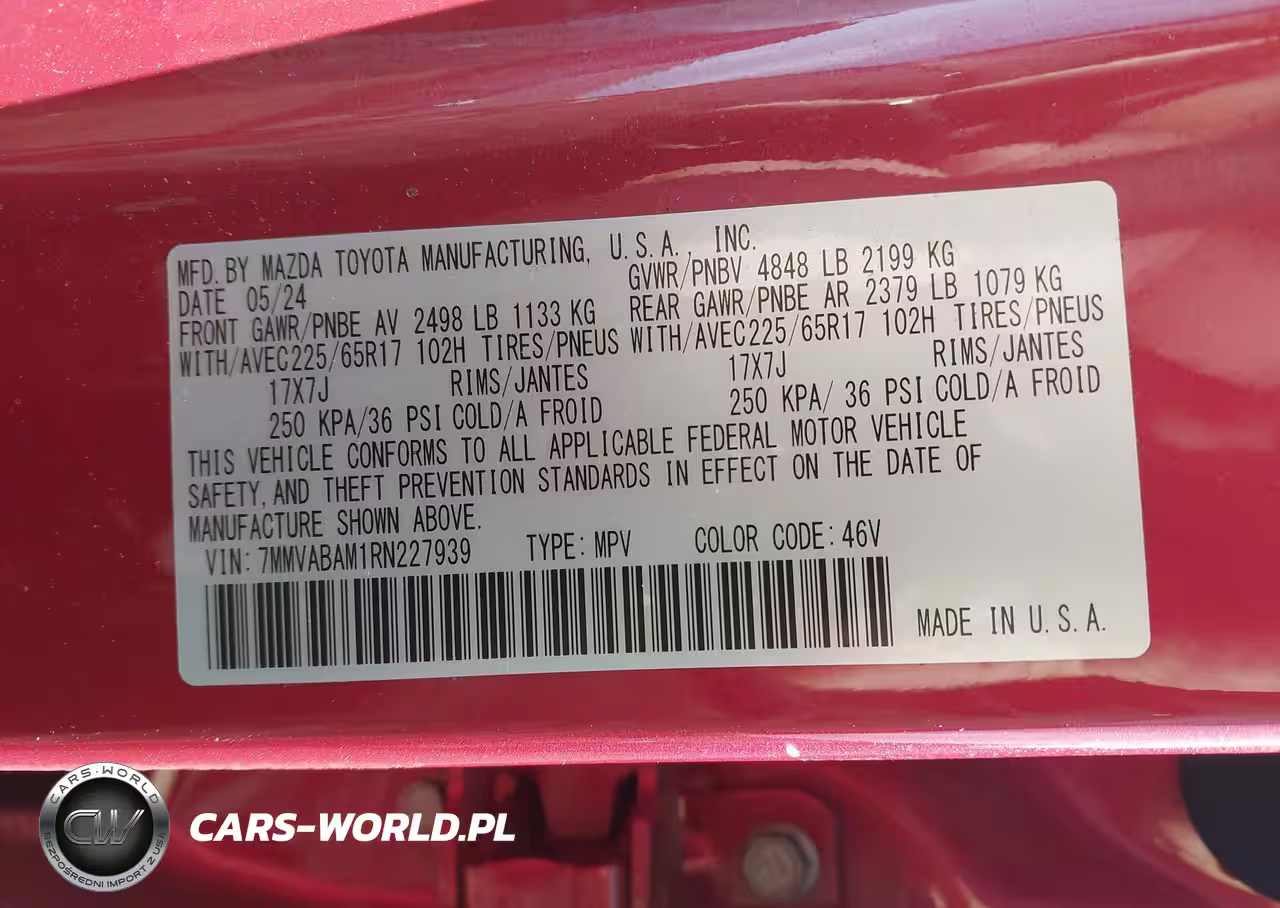 MFD. BY MAZDA TOYOTA MANUFACTURING, U.S.A., INC.
DATE 05/24 GVWR/PNBV 4848 LB 2199 KG
FRONT GAWR/PNBE AV 2498 LB 1133 KG REAR GAWR/PNBE AR 2379 LB 1079 KG
WITH/AVEC225/65R17 102H TIRES/PNEUS WITH/AVEC225/65R17 102H TIRES/PNEUS
17X7J RIMS/JANTES 17X7J RIMS/JANTES
250 KPA/36 PSI COLD/A FROID 250 KPA/ 36 PSI COLD/A FROID
THIS VEHICLE CONFORMS TO ALL APPLICABLE FEDERAL MOTOR VEHICLE
SAFETY, AND THEFT PREVENTION STANDARDS IN EFFECT ON THE DATE OF
MANUFACTURE SHOWN ABOVE.
VIN: 7MMVABAM1RN227939 TYPE: MPV COLOR CODE: 46V
MADE IN U.S.A.
CARS-WORLD
CW
BEZPOŚREDNI IMPORT Z USA
CARS-WORLD.PL